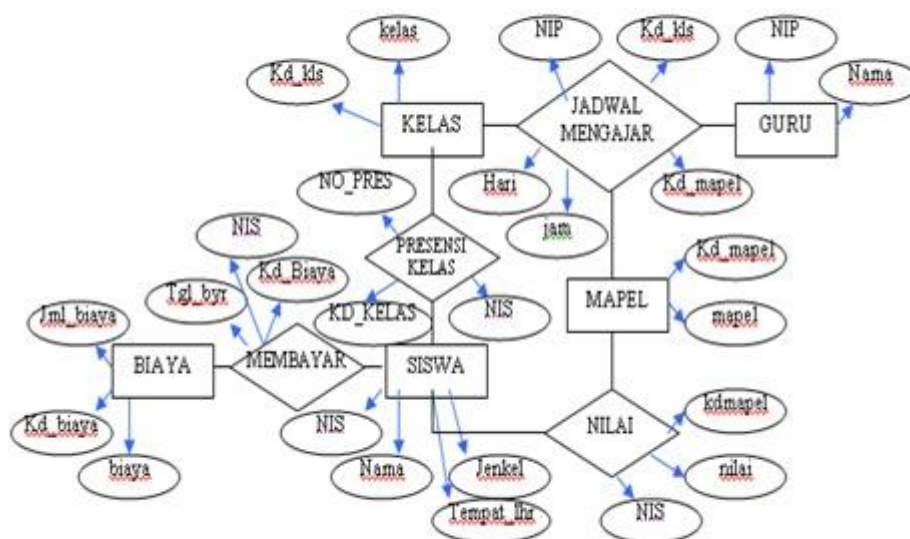 kelas
NIP
Kd_kls
NIP
Kd_kls
Nama
KELAS
JADWAL
MENGAJAR
GURU
NO_PRES
Hari
Kd_mapel
jam
NIS
PRESENSI
KELAS
Kd_Biaya
Kd_mapel
Tgl_byr
MAPEL
Jml_biaya
KD_KELAS
NIS
mapel
BIAYA
MEMBAYAR
SISWA
kdmapel
Kd_biaya
NIS
NILAI
biaya
Nama
Jenkel
nilai
Tempat_lhr
NIS